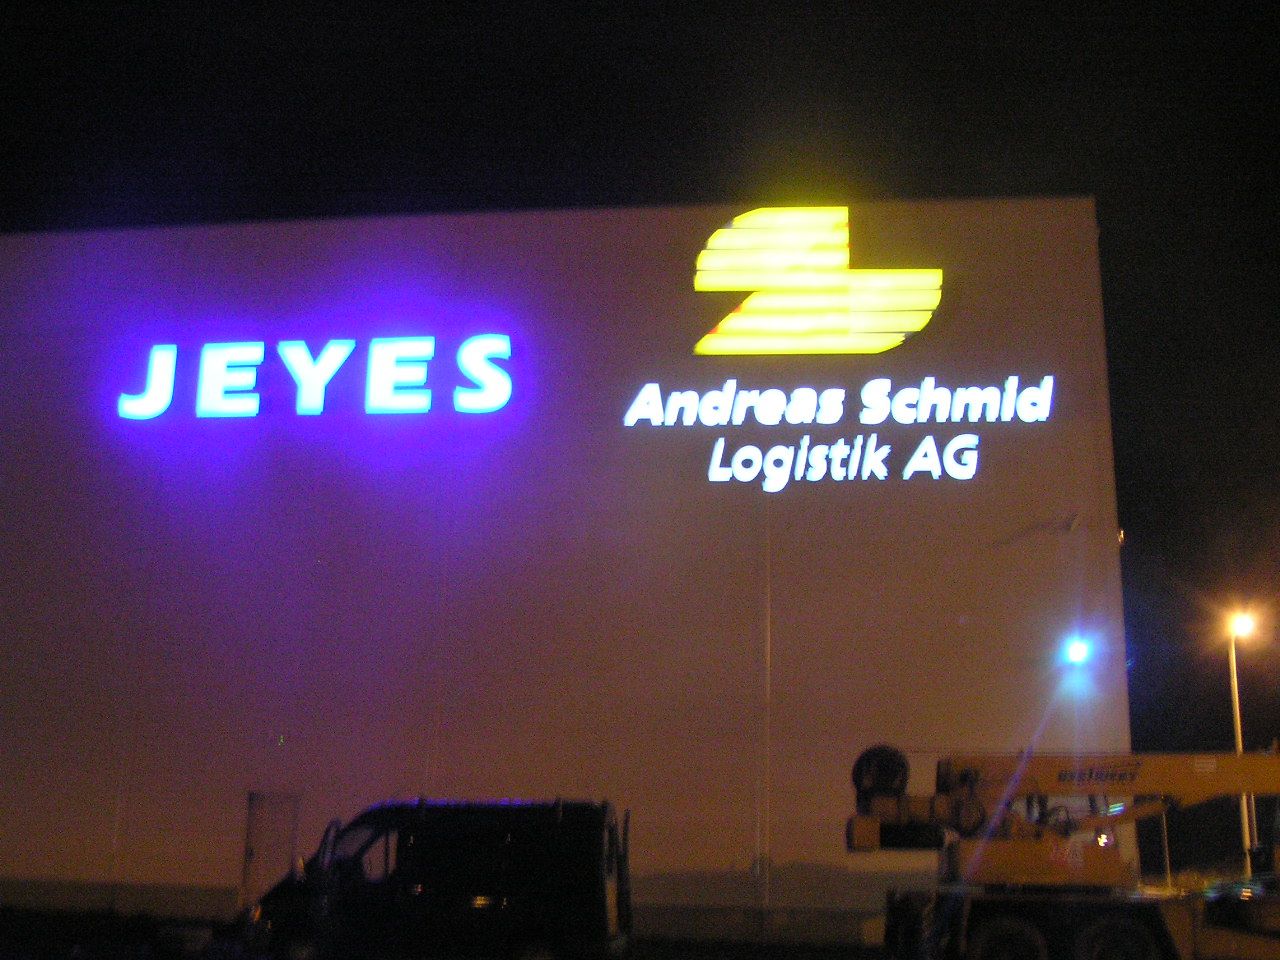 JEYES
Andreas Schmid
Logistik AG